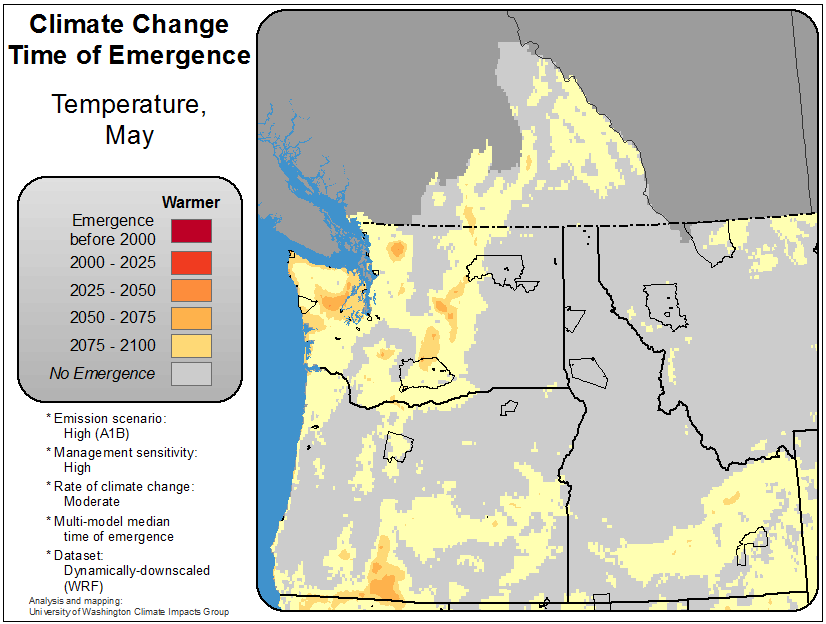 Climate Change
Time of Emergence
Temperature,
May
Warmer
Emergence
before 2000
2000 - 2025
2025 - 2050
2050 - 2075
2075 - 2100
No Emergence
* Emission scenario:
High (A1B)
* Management sensitivity:
High
* Rate of climate change:
Moderate
* Multi-model median
time of emergence
* Dataset:
Dynamically-downscaled
(WRF)
Analysis and mapping:
University of Washington Climate Impacts Group